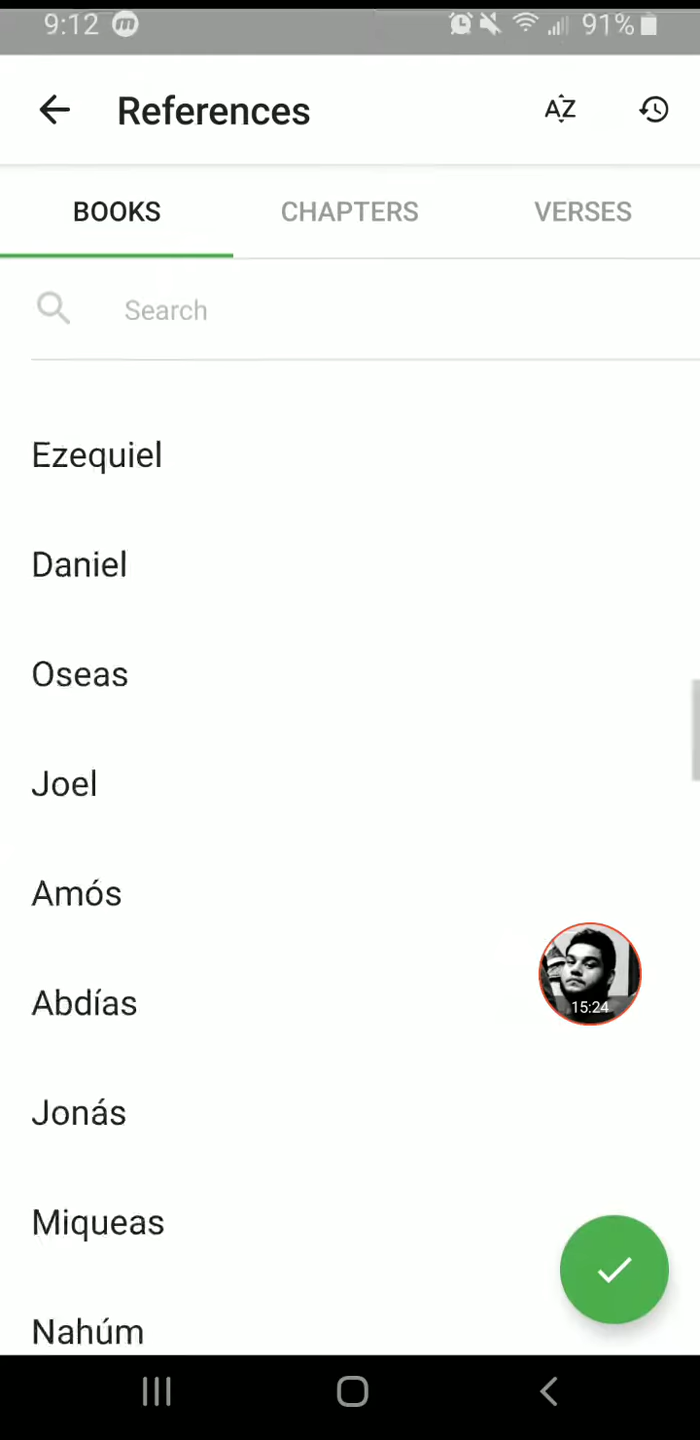 9:12 91%
References AZ
BOOKS CHAPTERS VERSES
Search
Ezequiel
Daniel
Oseas
Joel
Amós
Abdías
15:24
Jonás
Miqueas
Nahúm